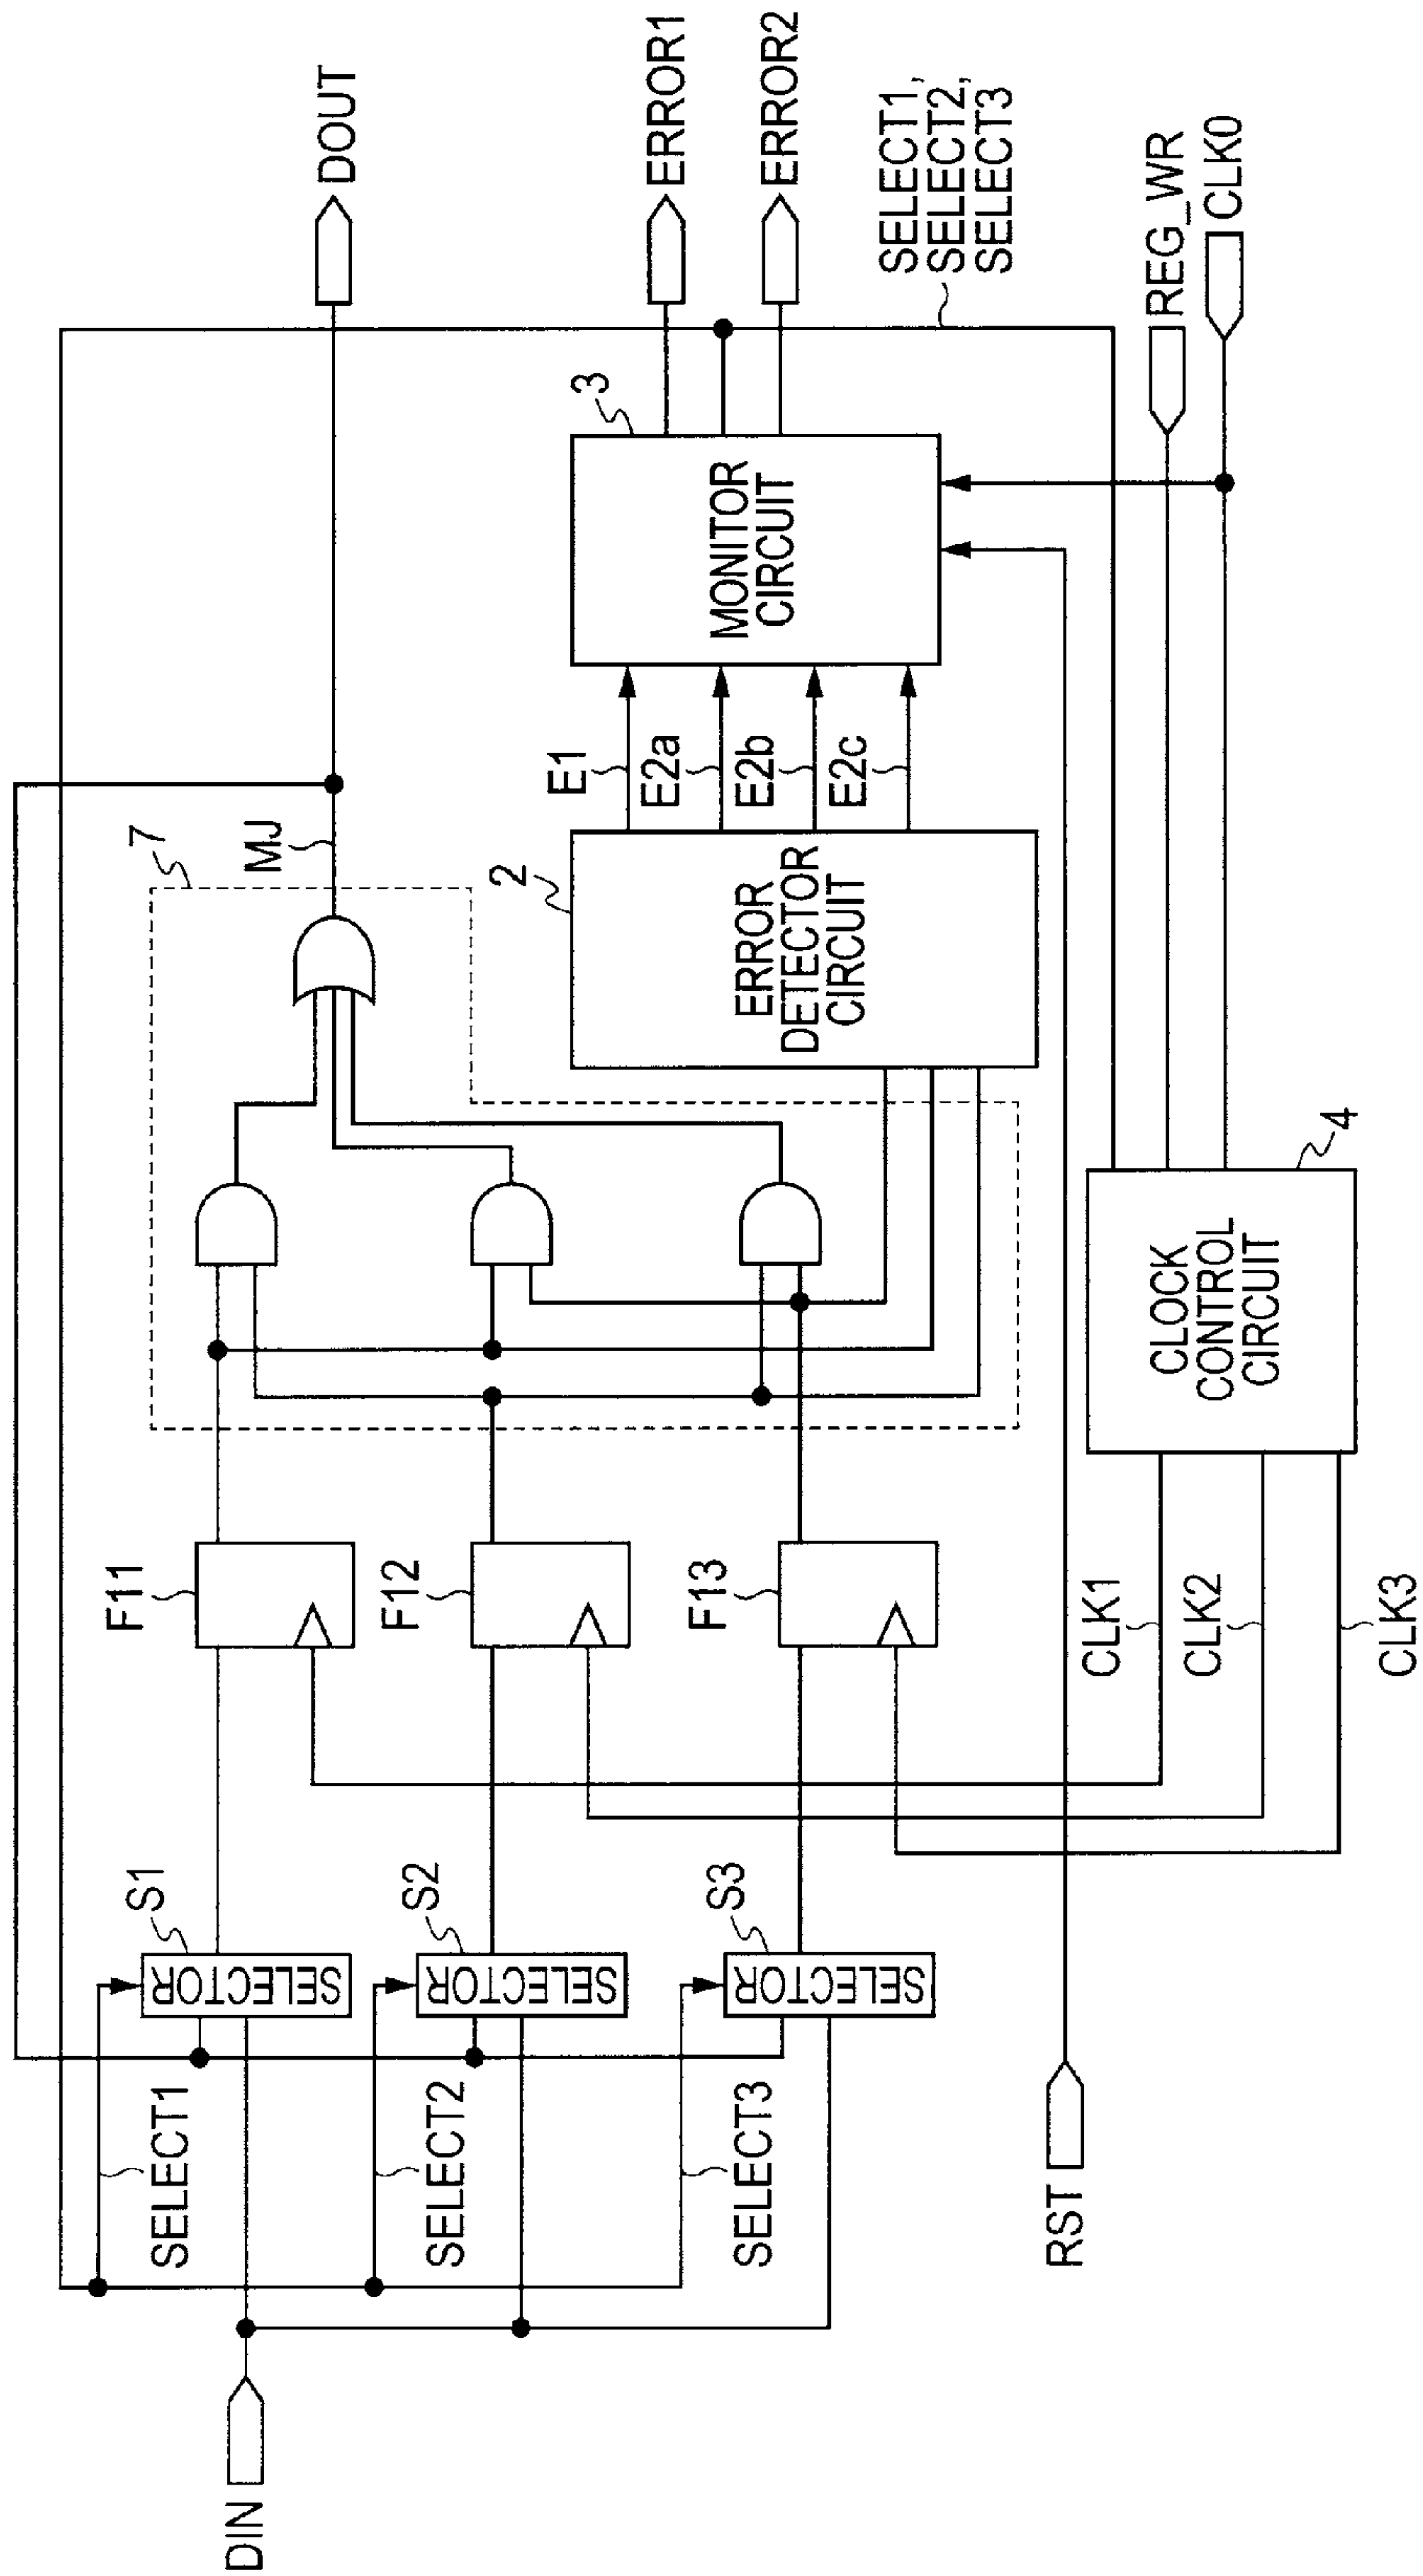 DIN
SELECT1
SELECT2
SELECT3
RST
S1
SELECTOR
S2
SELECTOR
S3
SELECTOR
F11
F12
F13
CLK1
CLK2
CLK3
7
MJ
2
ERROR
DETECTOR
CIRCUIT
4
CLOCK
CONTROL
CIRCUIT
E1
E2a
E2b
E2c
3
MONITOR
CIRCUIT
DOUT
ERROR1
ERROR2
SELECT1,
SELECT2,
SELECT3
REG_WR
CLK0